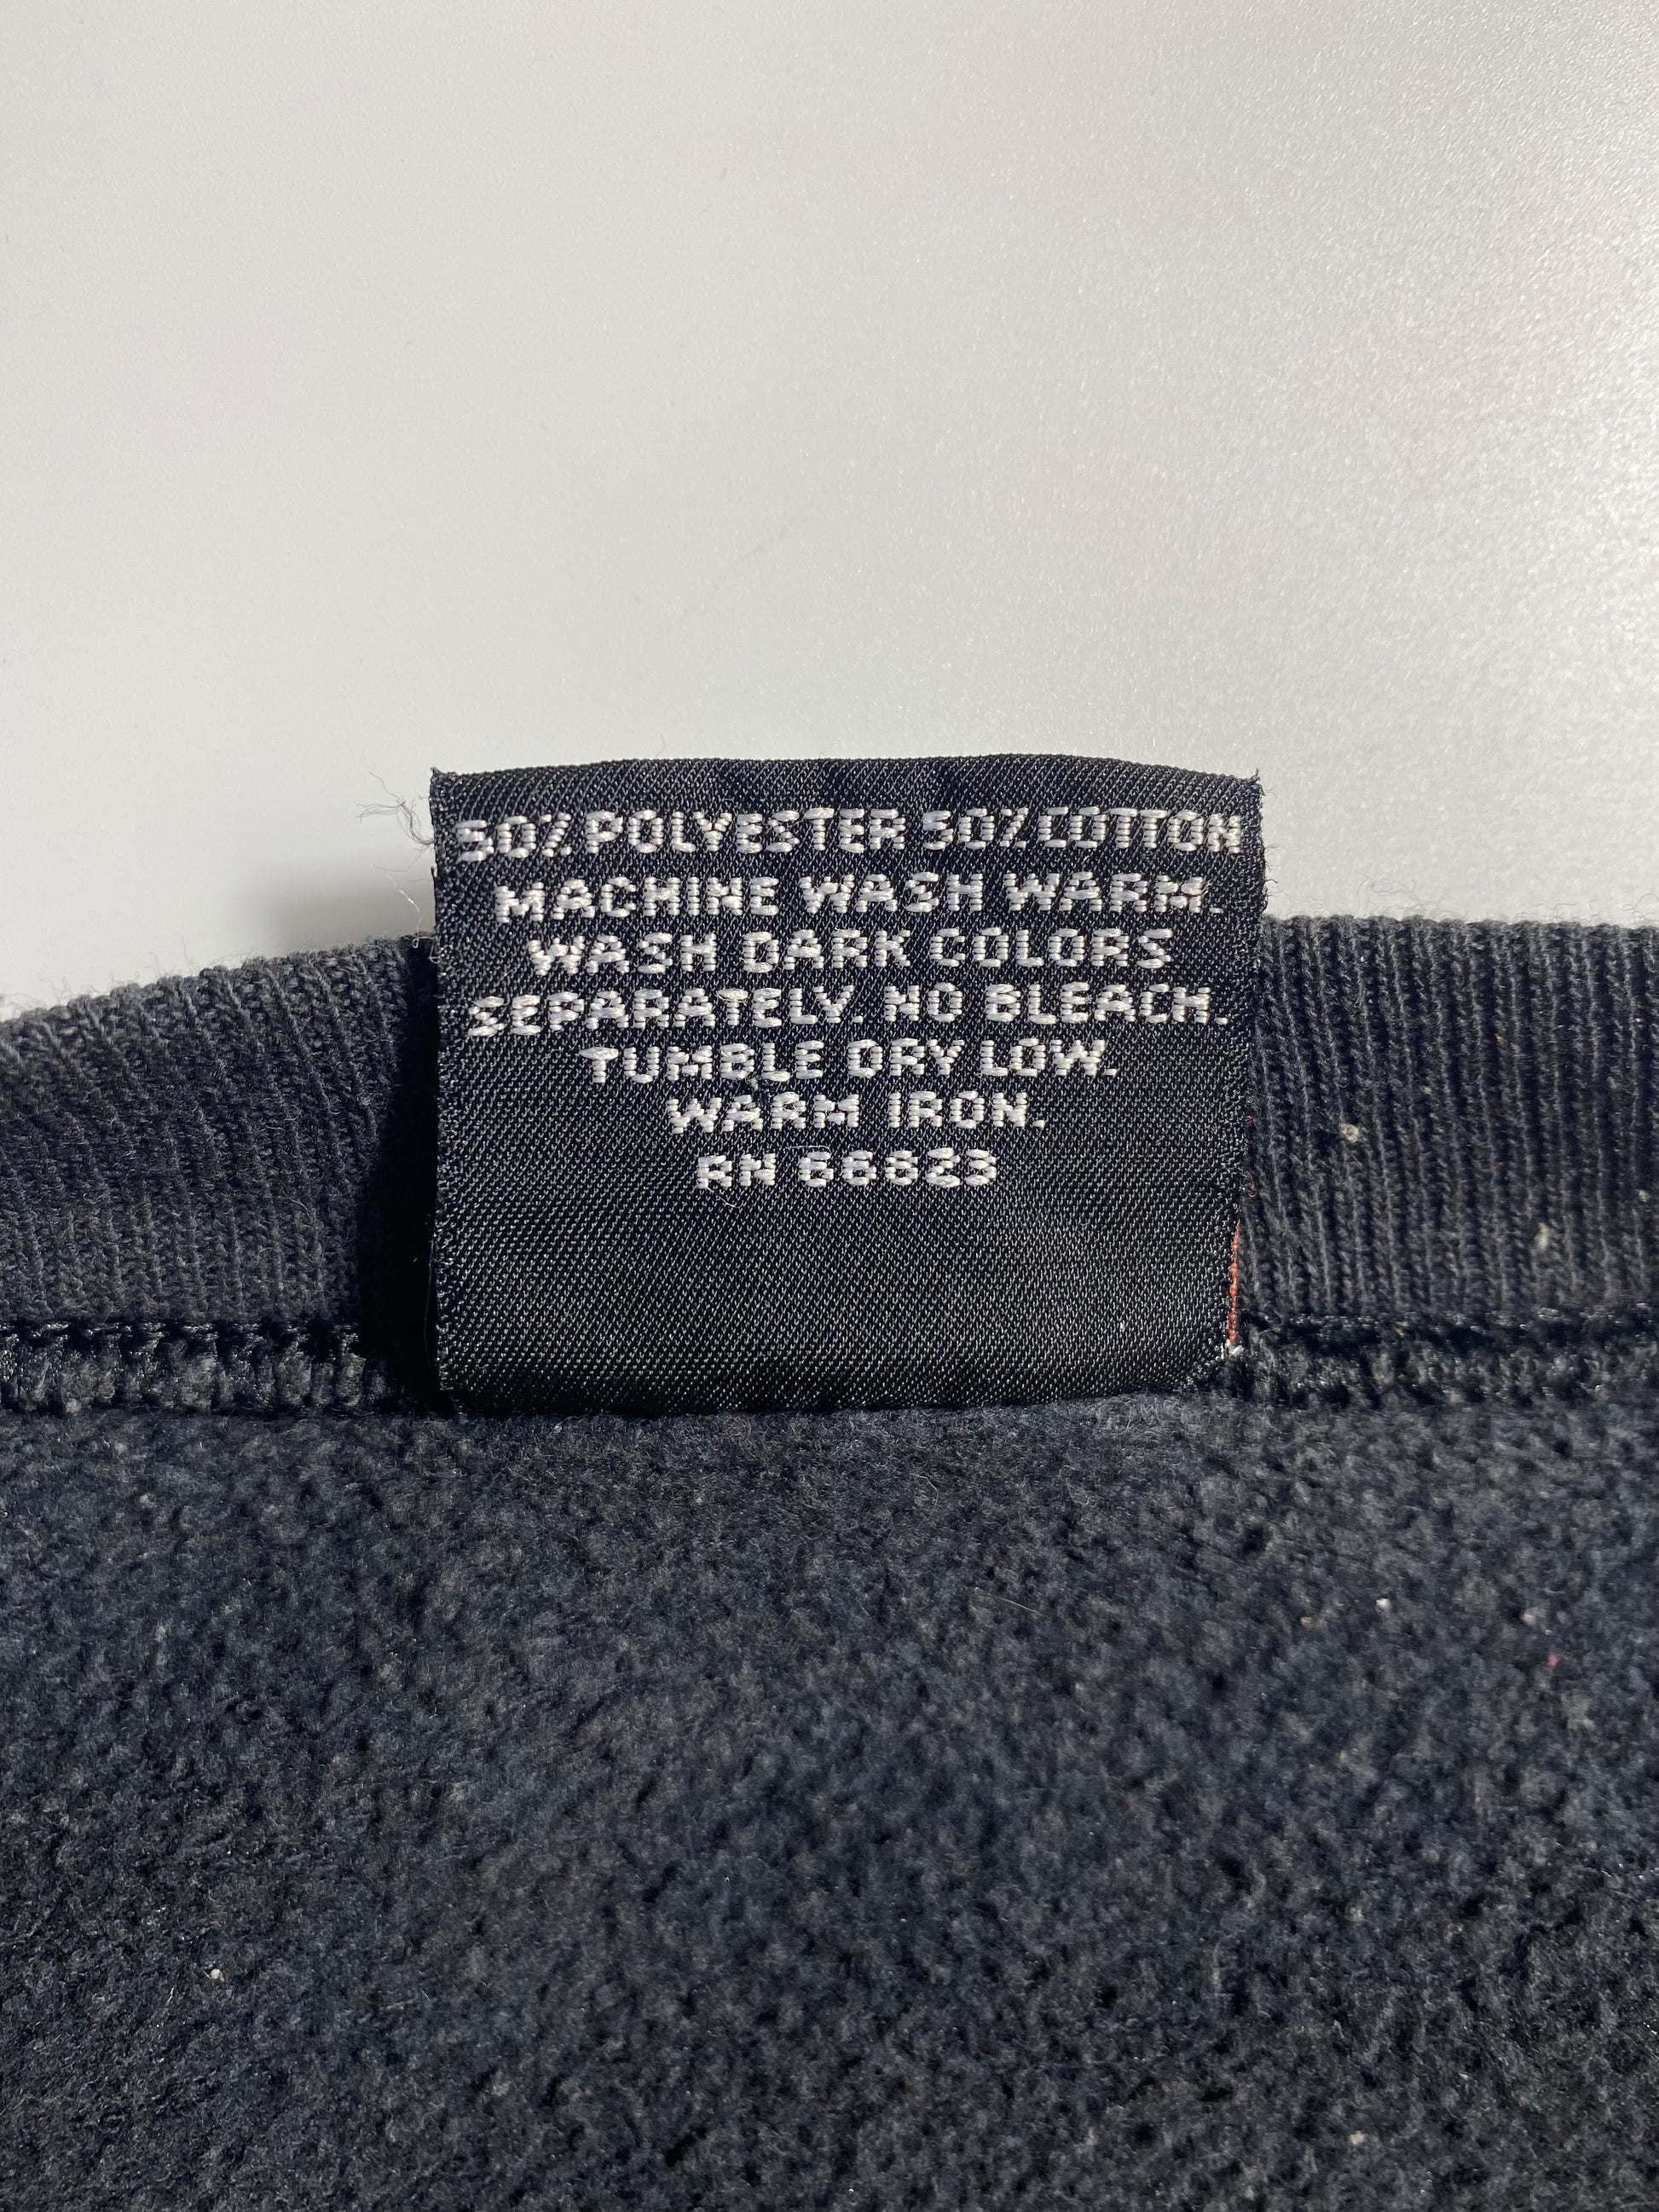 50% POLYESTER 50% COTTON
MACHINE WASH WARM.
WASH DARK COLORS
SEPARATELY. NO BLEACH.
TUMBLE DRY LOW.
WARM IRON.
RN 66623